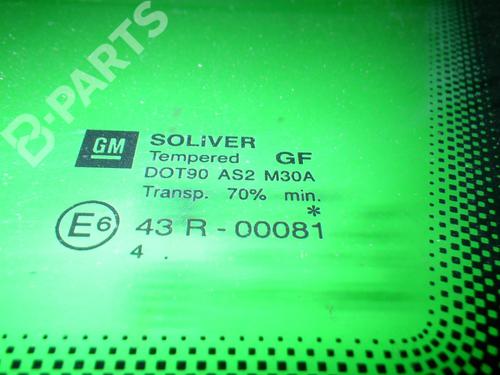 B-PARTS
GM
SOLiVER
Tempered GF
DOT90 AS2 M30A
Transp. 70% min.
*
E6 43 R - 00081
4